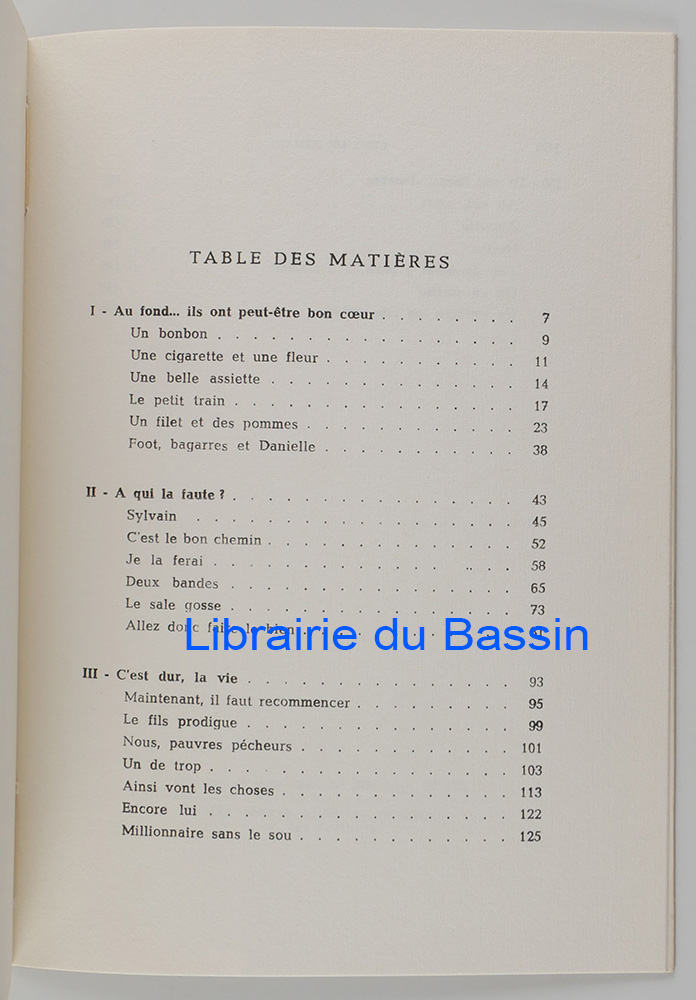 TABLE DES MATIÈRES
I - Au fond... ils ont peut-être bon cœur . . . . . . . . 7
Un bonbon . . . . . . . . . . . . . . . . 9
Une cigarette et une fleur . . . . . . . . . . . 11
Une belle assiette . . . . . . . . . . . . . . 14
Le petit train . . . . . . . . . . . . . . . 17
Un filet et des pommes . . . . . . . . . . . . 23
Foot, bagarres et Danielle . . . . . . . . . . . 38
II - A qui la faute ? . . . . . . . . . . . . . . . 43
Sylvain . . . . . . . . . . . . . . . . . 45
C'est le bon chemin . . . . . . . . . . . . . . 52
Je la ferai . . . . . . . . . . . . . . . . 58
Deux bandes . . . . . . . . . . . . . . . . 65
Le sale gosse . . . . . . . . . . . . . . . . 73
Allez donc faire le bien . . . . . . . . . . . .
Librairie du Bassin
III - C'est dur, la vie . . . . . . . . . . . . . . . 93
Maintenant, il faut recommencer . . . . . . . . . 95
Le fils prodigue . . . . . . . . . . . . . . . 99
Nous, pauvres pécheurs . . . . . . . . . . . . 101
Un de trop . . . . . . . . . . . . . . . . . 103
Ainsi vont les choses . . . . . . . . . . . . . 113
Encore lui . . . . . . . . . . . . . . . . . 122
Millionnaire sans le sou . . . . . . . . . . . . 125